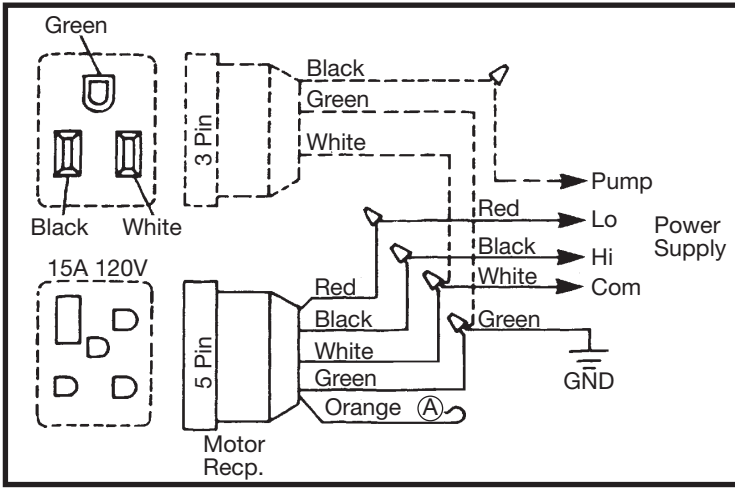 Green
Black
Green
White
3 Pin
Black White
Pump
Red Lo
Black Hi
White Com
Power
Supply
15A 120V
Red
Black
White
Green
Orange A
5 Pin
Green
GND
Motor
Recp.